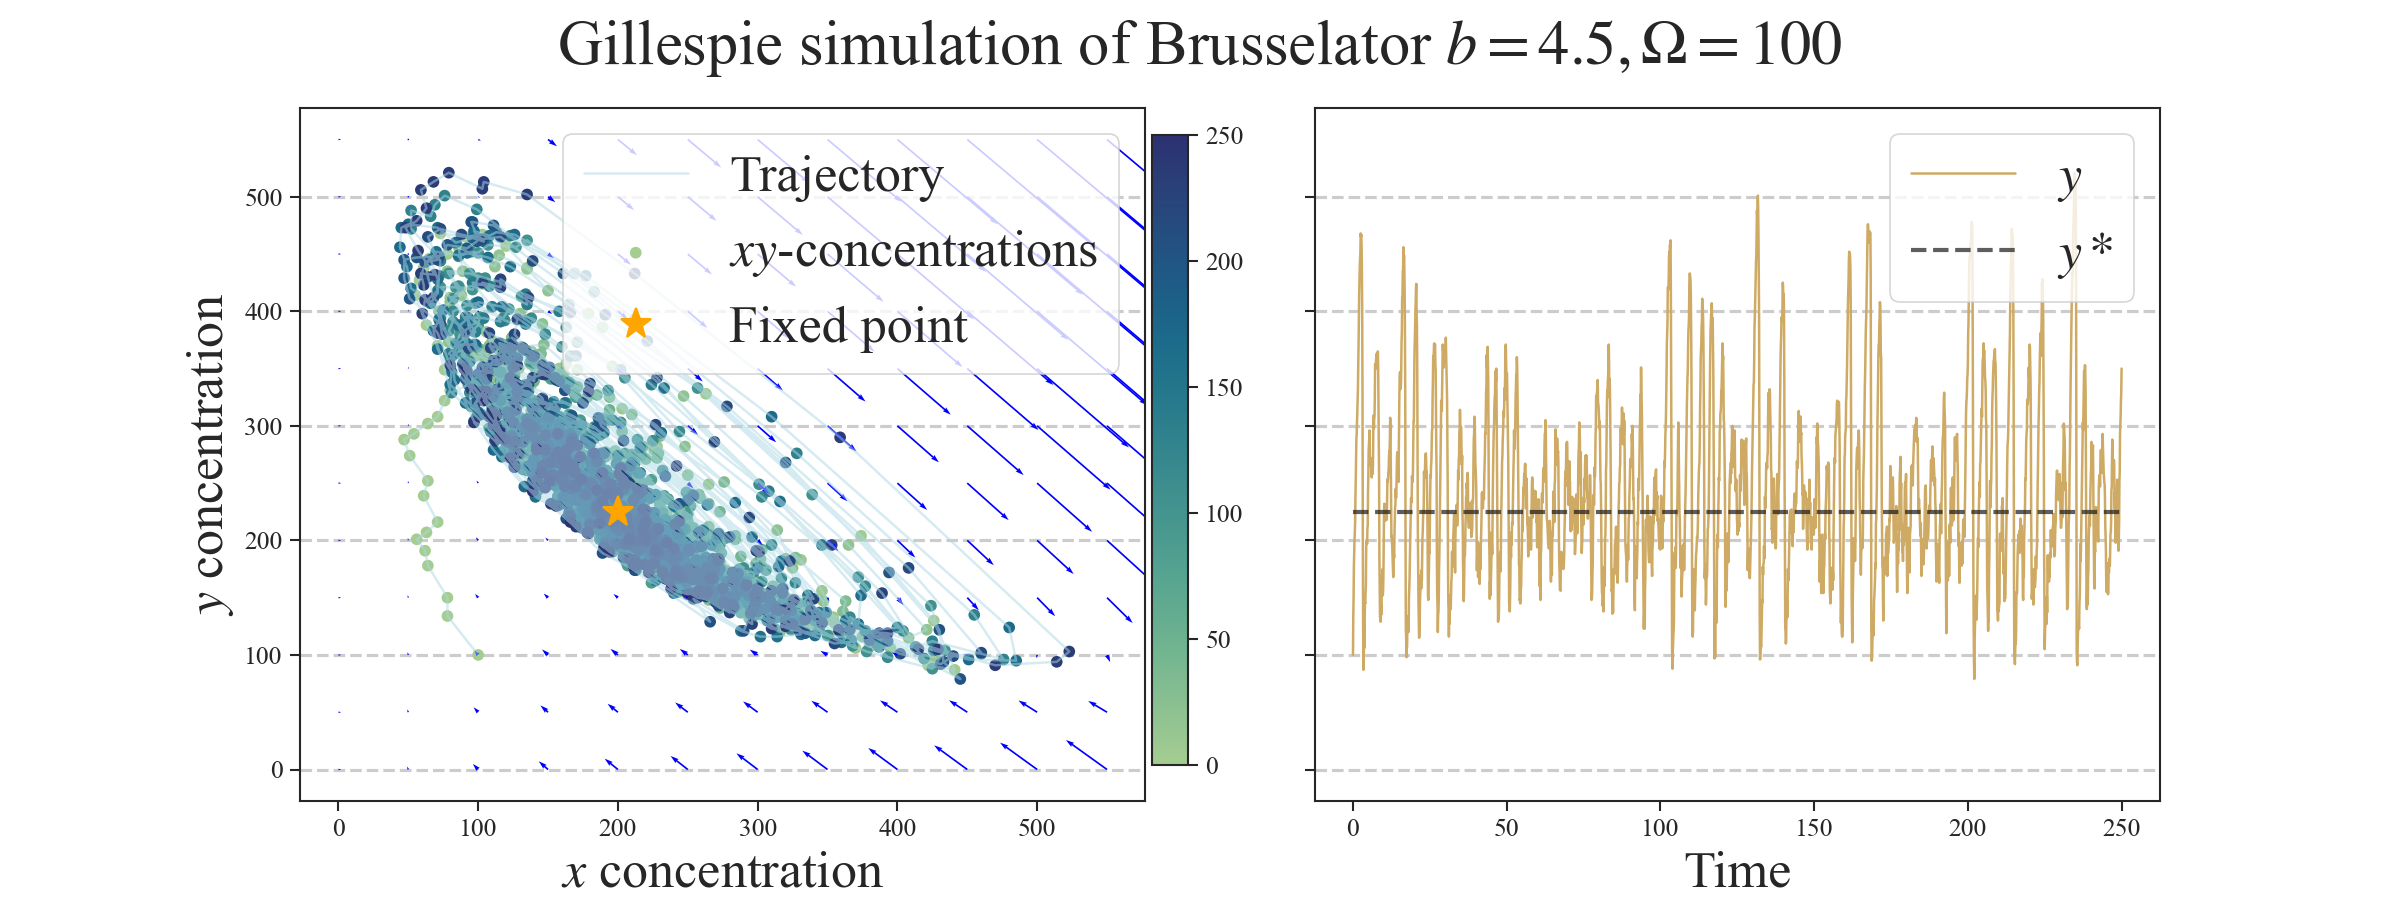 Gillespie simulation of Brusselator b = 4.5, Ω = 100
y concentration
500
400
300
200
100
0
Trajectory
xy-concentrations
Fixed point
0 100 200 300 400 500
x concentration
250
200
150
100
50
0
y
y*
0 50 100 150 200 250
Time